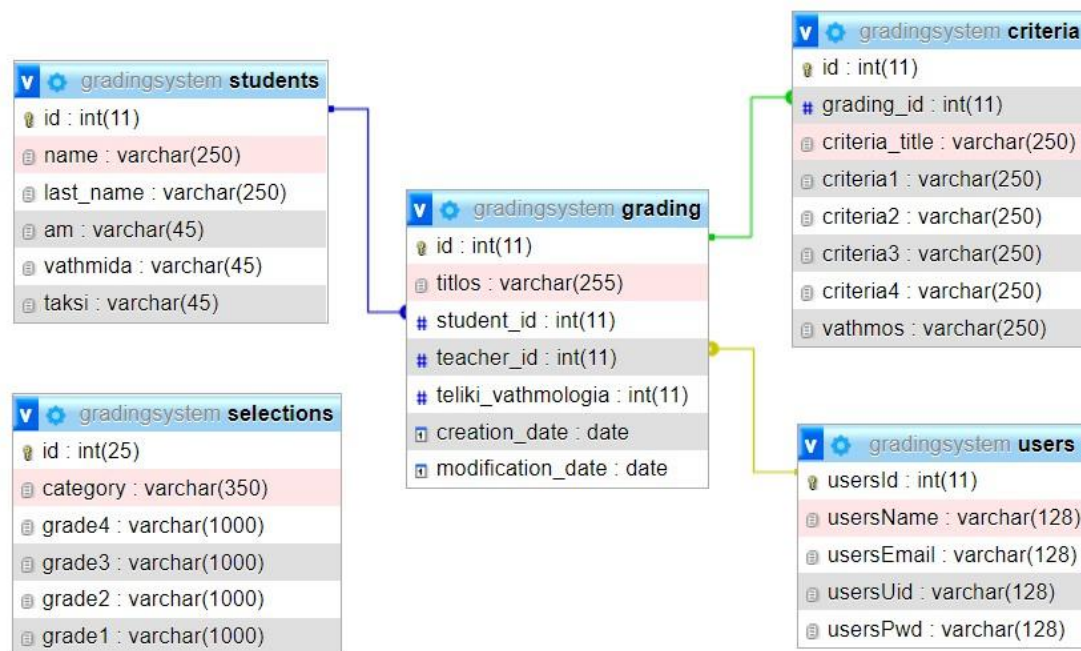 gradingsystem students
id : int(11)
name : varchar(250)
last_name : varchar(250)
am : varchar(45)
vathmida : varchar(45)
taksi : varchar(45)
gradingsystem selections
id : int(25)
category : varchar(350)
grade4 : varchar(1000)
grade3 : varchar(1000)
grade2 : varchar(1000)
grade1 : varchar(1000)
gradingsystem grading
id : int(11)
titlos : varchar(255)
student_id : int(11)
teacher_id : int(11)
teliki_vathmologia : int(11)
creation_date : date
modification_date : date
gradingsystem criteria
id : int(11)
grading_id : int(11)
criteria_title : varchar(250)
criteria1 : varchar(250)
criteria2 : varchar(250)
criteria3 : varchar(250)
criteria4 : varchar(250)
vathmos : varchar(250)
gradingsystem users
usersId : int(11)
usersName : varchar(128)
usersEmail : varchar(128)
usersUid : varchar(128)
usersPwd : varchar(128)